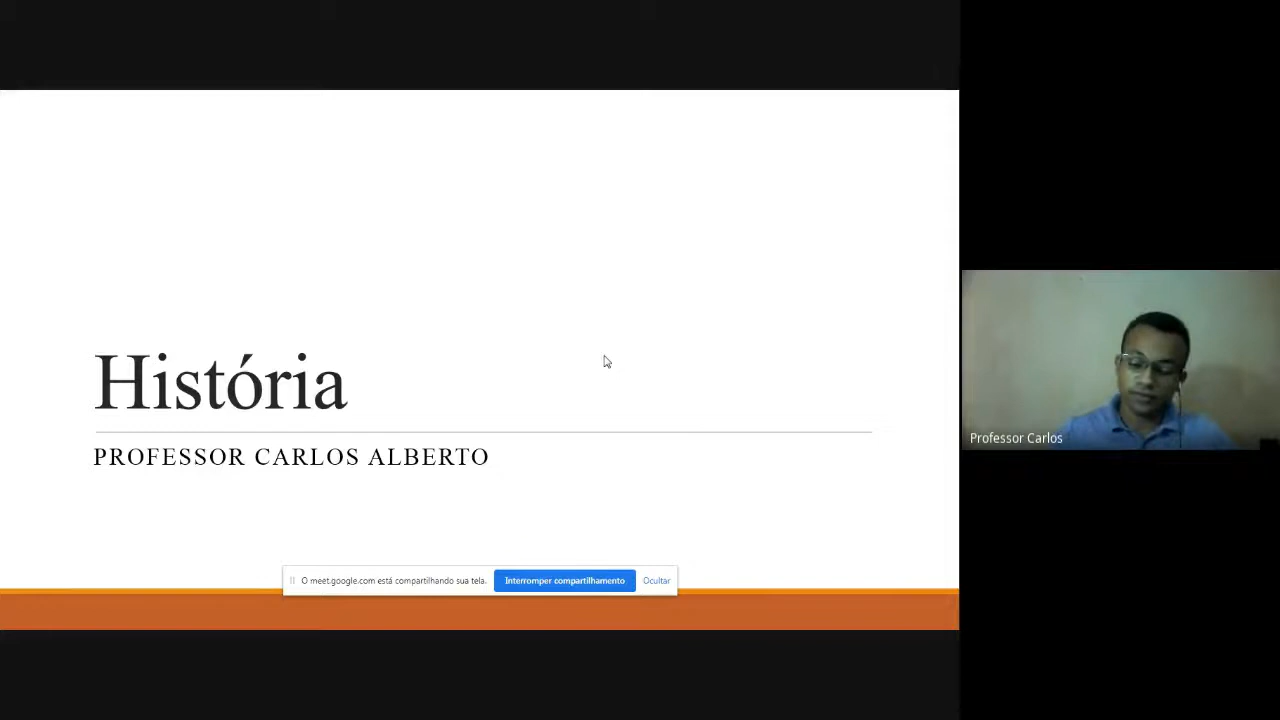 História
PROFESSOR CARLOS ALBERTO
O meet.google.com está compartilhando sua tela.
Interromper compartilhamento
Ocultar
Professor Carlos